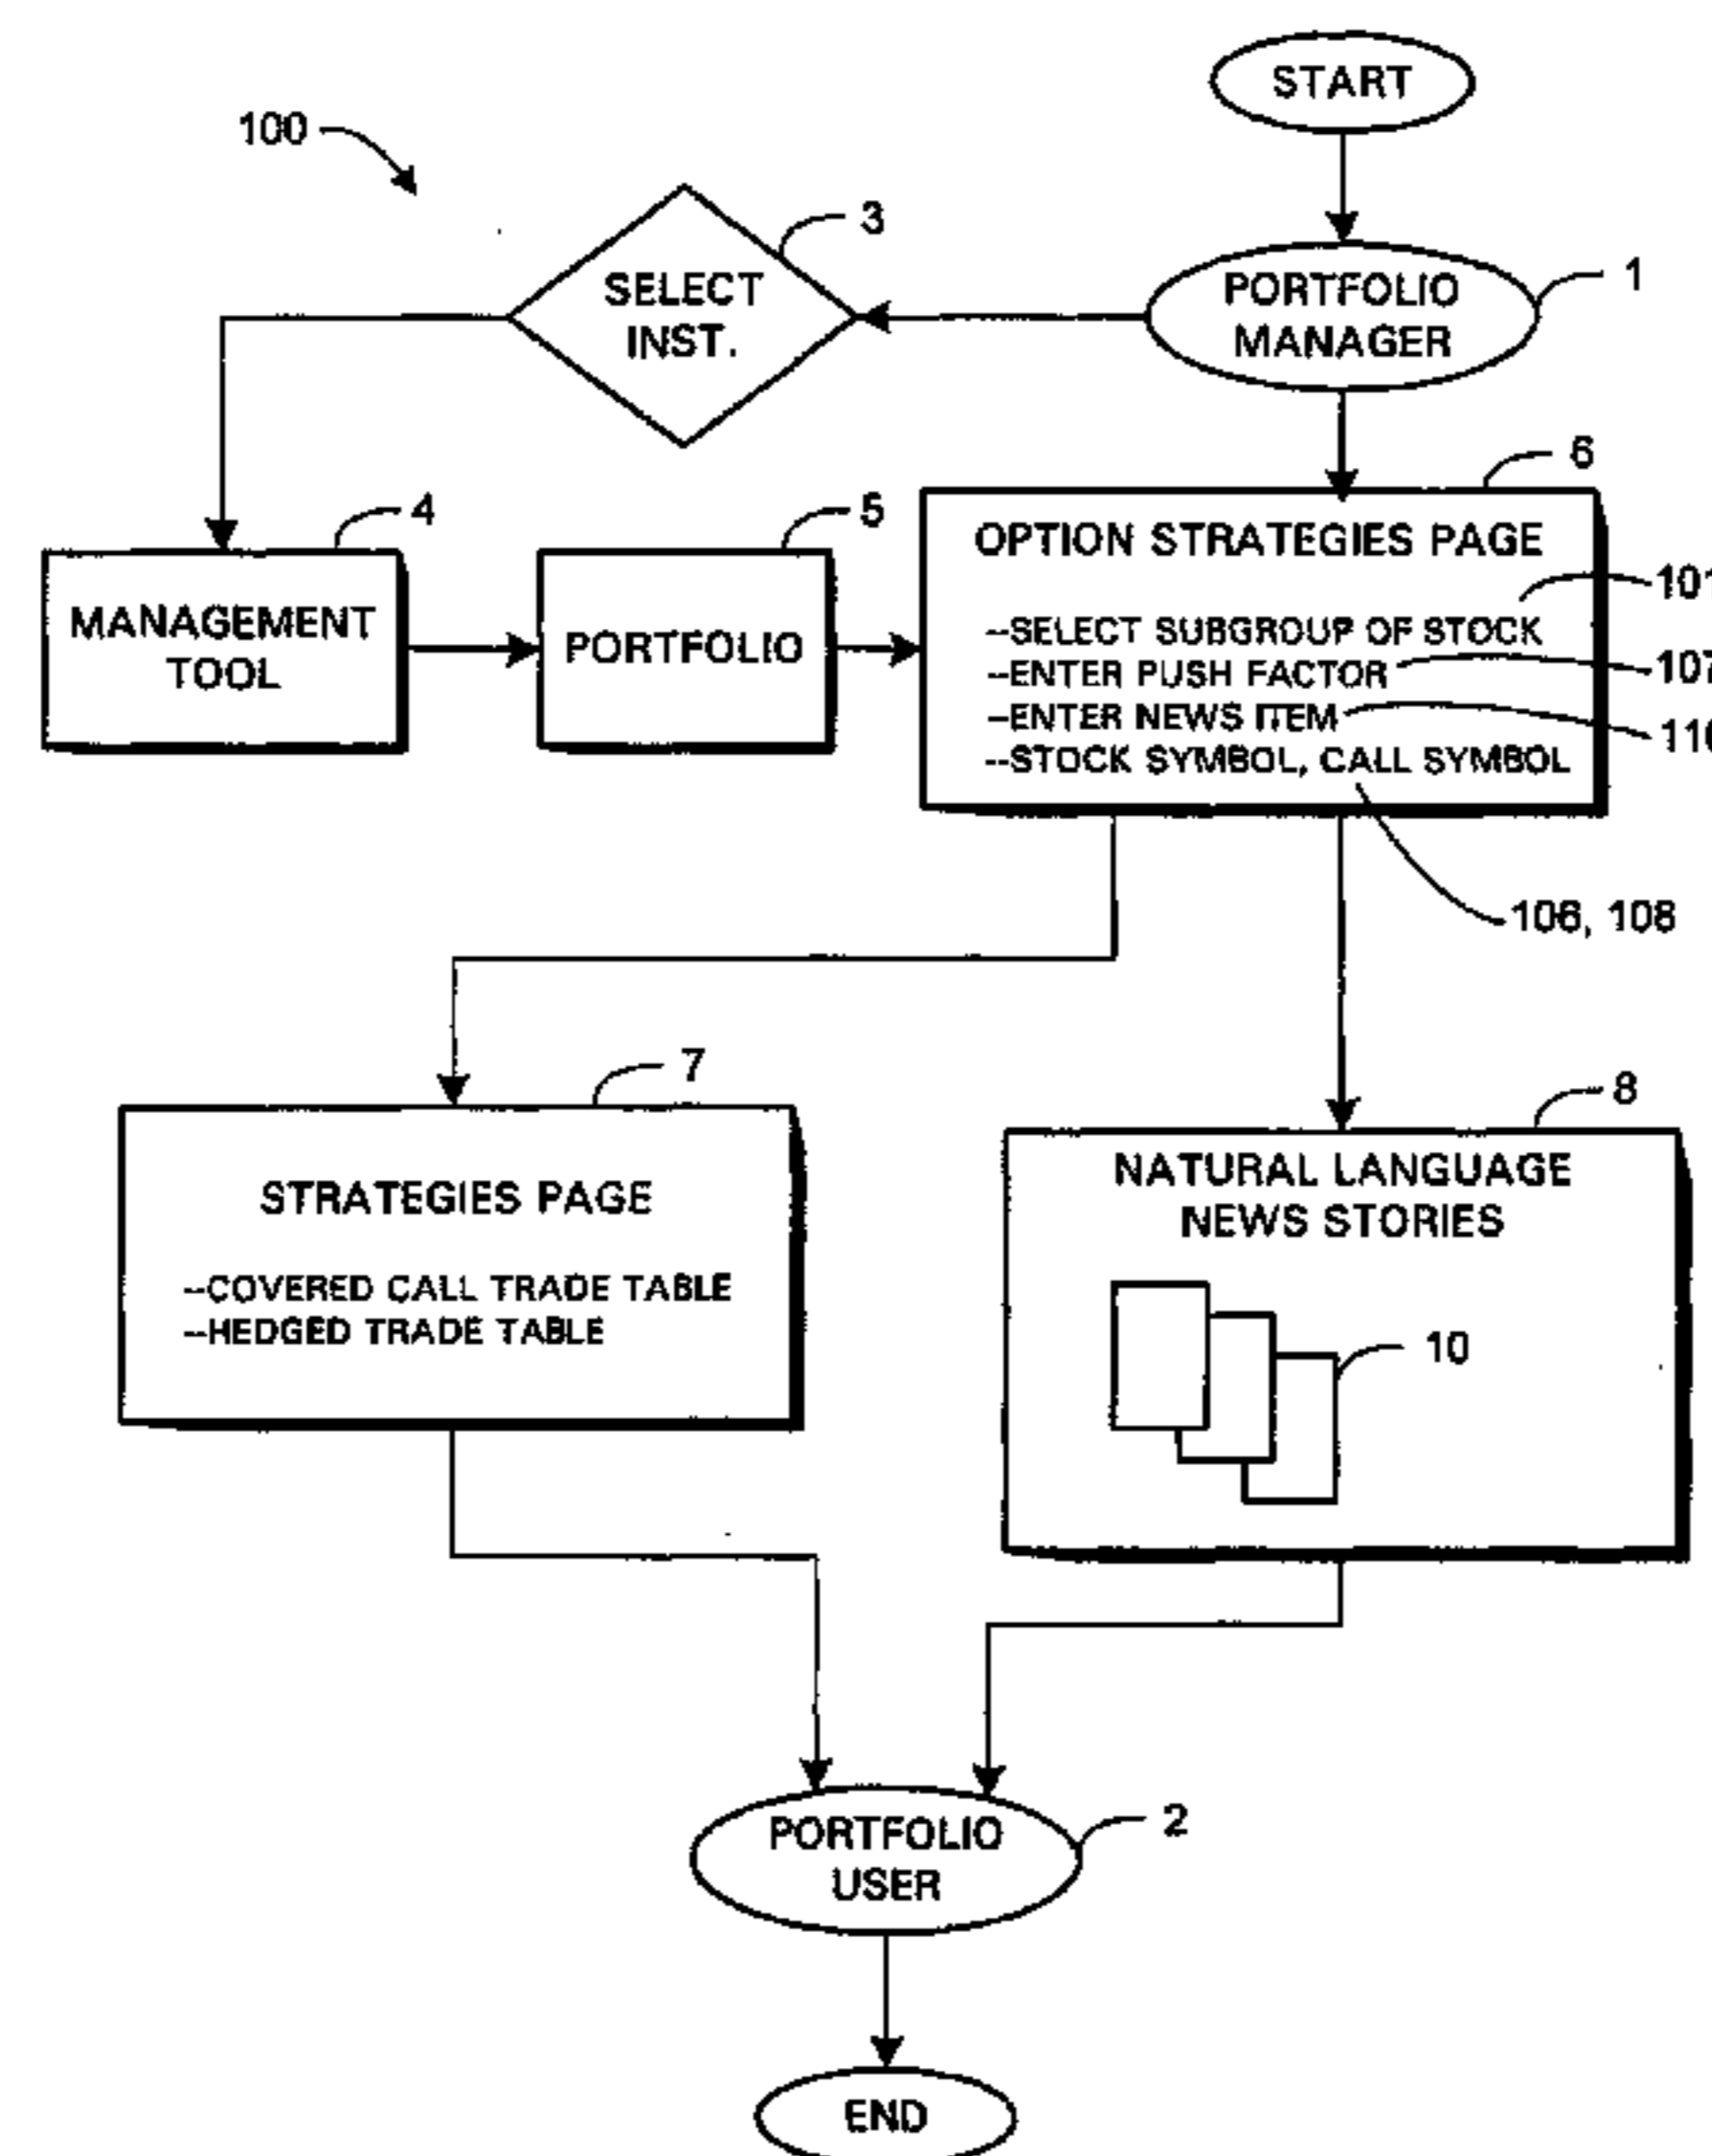 START
100
3
SELECT
INST.
PORTFOLIO
MANAGER
1
6
4
5
MANAGEMENT
TOOL
PORTFOLIO
OPTION STRATEGIES PAGE
101
--SELECT SUBGROUP OF STOCK
--ENTER PUSH FACTOR
107
--ENTER NEWS ITEM
--STOCK SYMBOL, CALL SYMBOL
106, 108
7
8
STRATEGIES PAGE
--COVERED CALL TRADE TABLE
--HEDGED TRADE TABLE
NATURAL LANGUAGE
NEWS STORIES
10
PORTFOLIO
USER
2
END